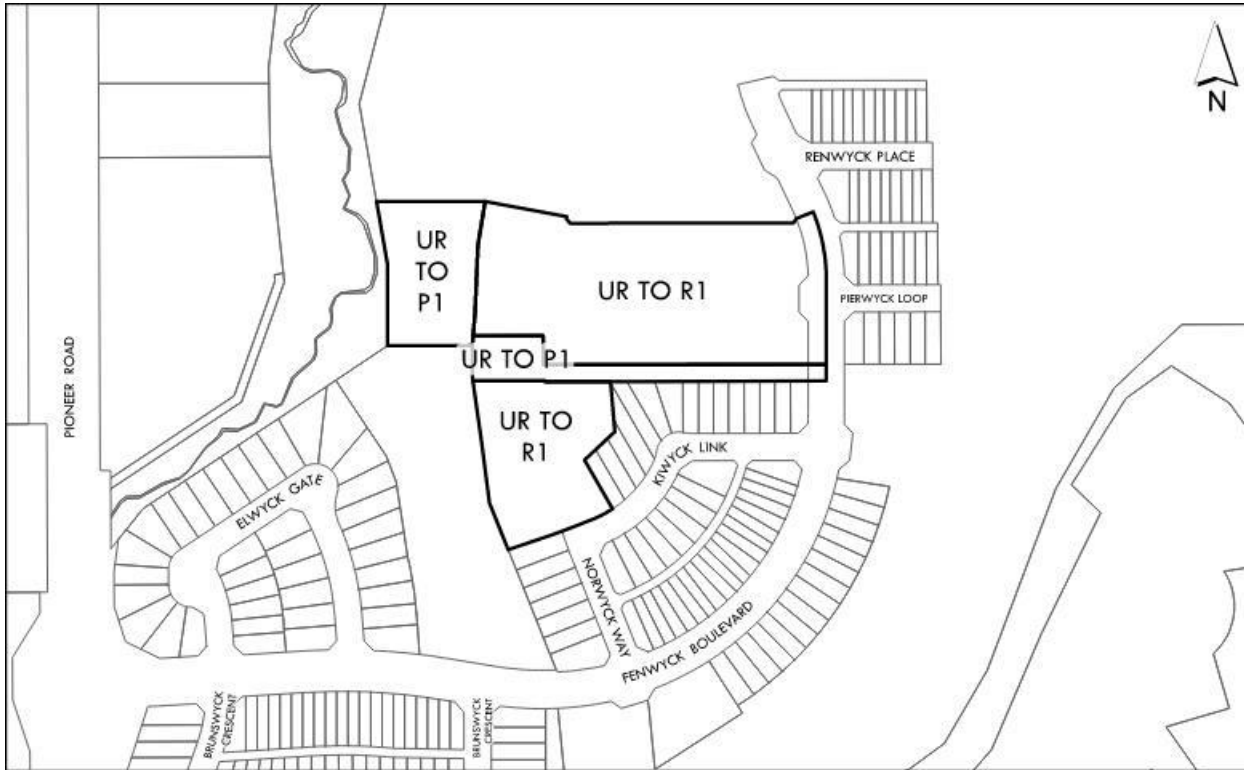 N
RENWYCK PLACE
UR
TO
P1
UR TO R1
PIERWYCK LOOP
PIONEER ROAD
UR TO P1
UR TO
R1
KIWYCK LINK
ELWYCK GATE
NORWYCK WAY
FENWYCK BOULEVARD
BRUNSWYCK
CRESCENT
BRUNSWYCK
CRESCENT